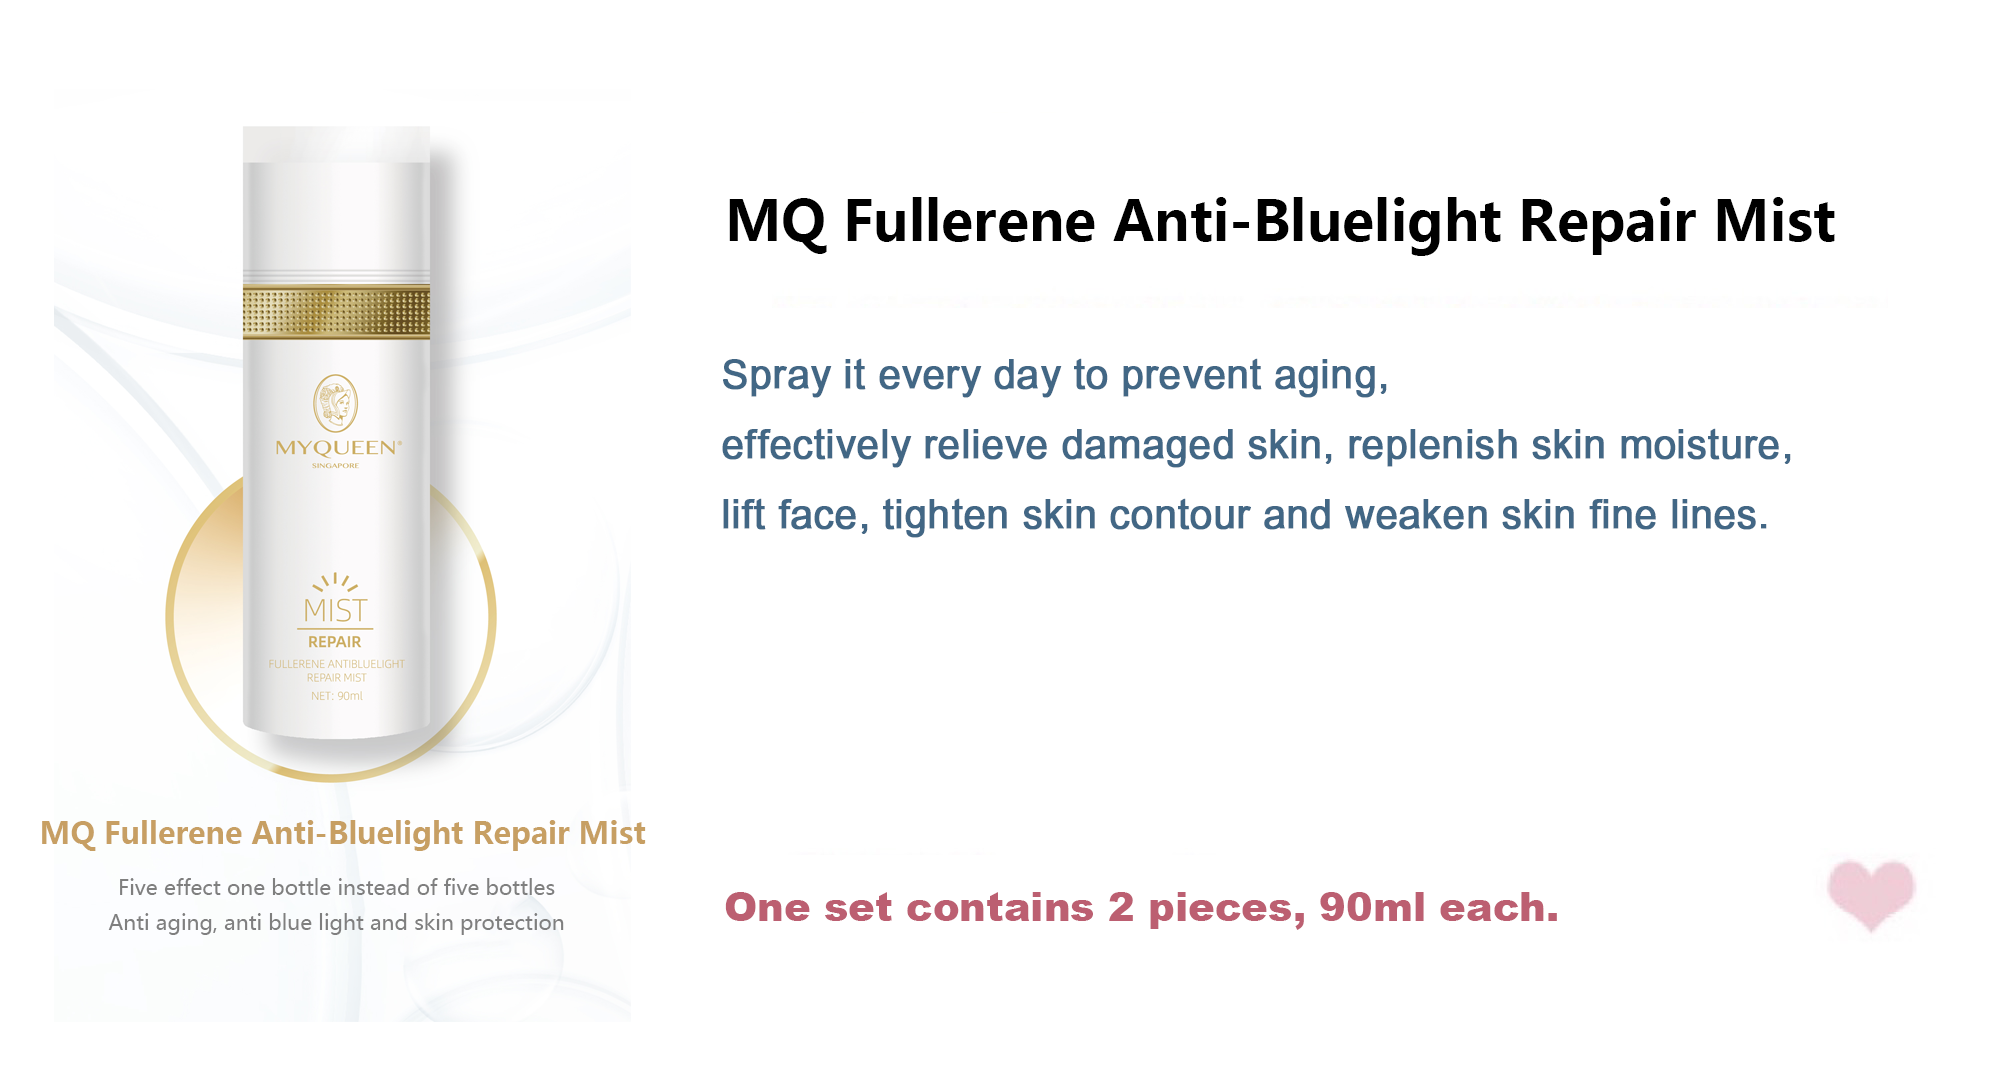 MYQUEEN®
SINGAPORE
MIST
REPAIR
FULLERENE ANTIBLUELIGHT
REPAIR MIST
NET: 90ml
MQ Fullerene Anti-Bluelight Repair Mist
Five effect one bottle instead of five bottles
Anti aging, anti blue light and skin protection
MQ Fullerene Anti-Bluelight Repair Mist
Spray it every day to prevent aging,
effectively relieve damaged skin, replenish skin moisture,
lift face, tighten skin contour and weaken skin fine lines.
One set contains 2 pieces, 90ml each.